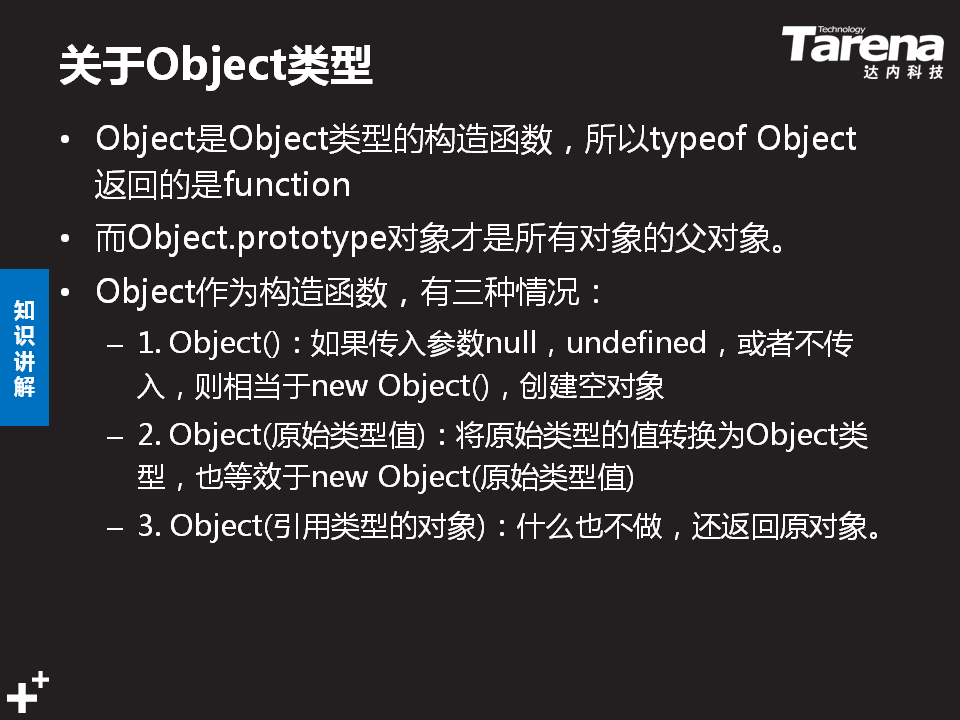 关于Object类型
Technology
Tarena
达内科技
• Object是Object类型的构造函数，所以typeof Object
返回的是function
• 而Object.prototype对象才是所有对象的父对象。
• Object作为构造函数，有三种情况：
– 1. Object()：如果传入参数null，undefined，或者不传
入，则相当于new Object()，创建空对象
– 2. Object(原始类型值)：将原始类型的值转换为Object类
型，也等效于new Object(原始类型值)
– 3. Object(引用类型的对象)：什么也不做，还返回原对象。
知
识
讲
解